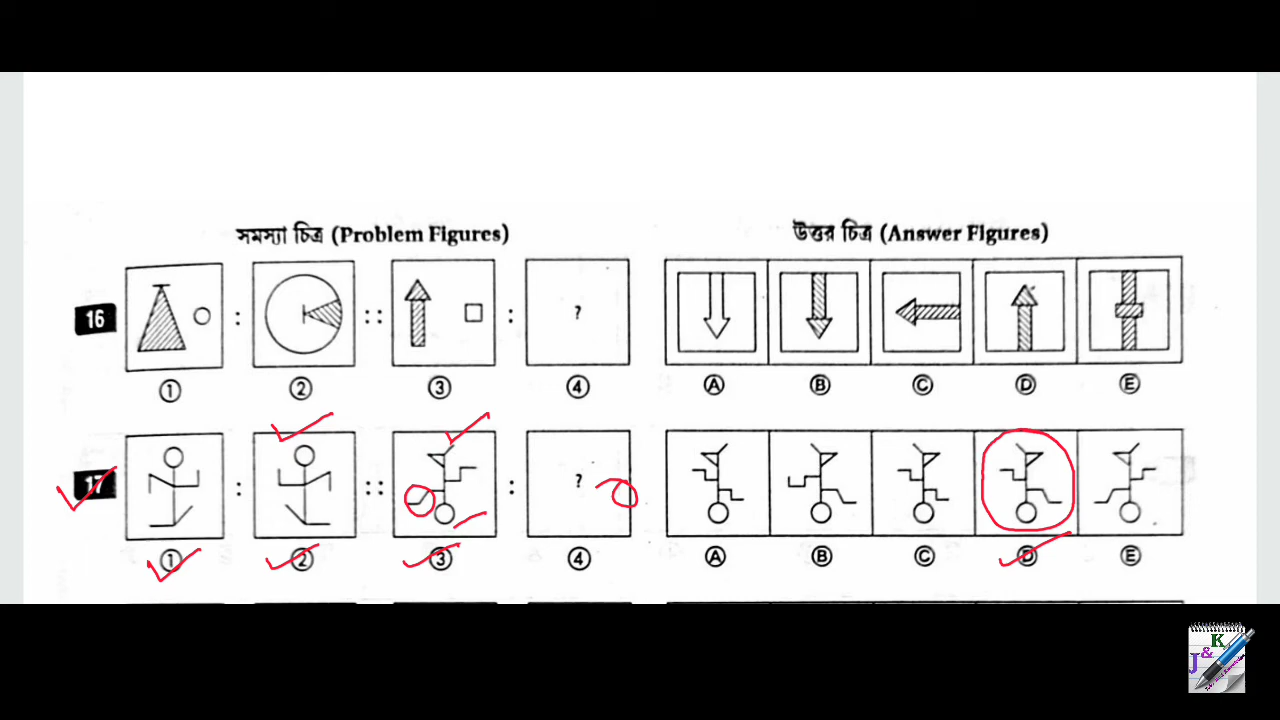 সমস্যা চিত্র (Problem Figures) উত্তর চিত্র (Answer Figures)
16 : :: : ?
① ② ③ ④ Ⓐ Ⓑ Ⓒ Ⓓ Ⓔ
17 : :: : ?
① ② ③ ④ Ⓐ Ⓑ Ⓒ Ⓓ Ⓔ
J & K